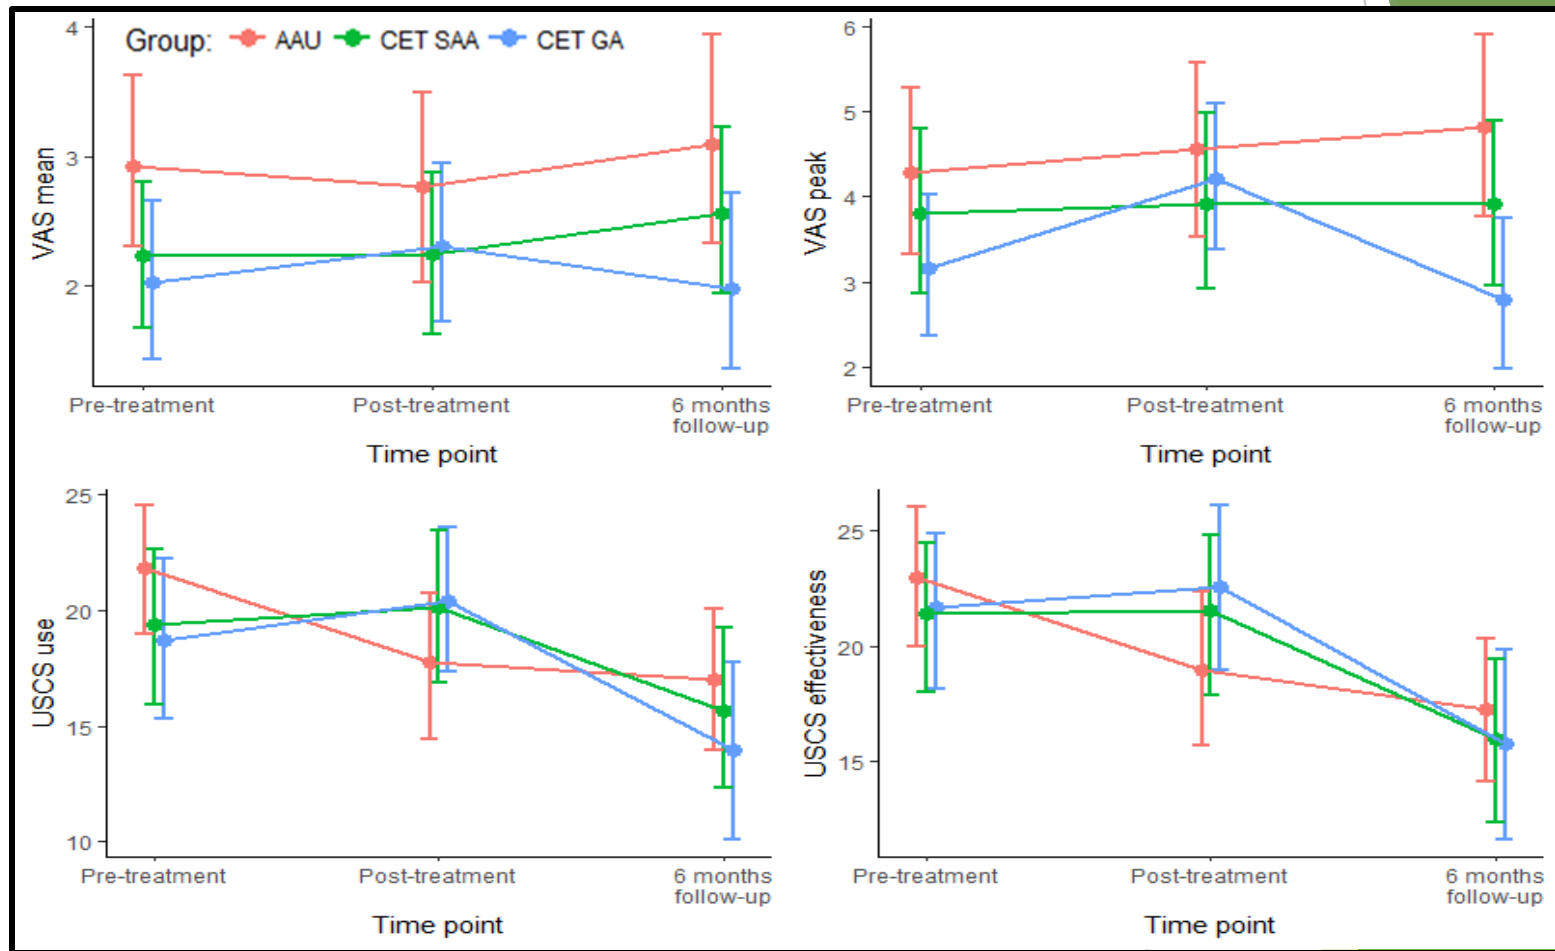 Group: AAU CET SAA CET GA
VAS mean
4
3
2
Pre-treatment Post-treatment 6 months
follow-up
Time point
VAS peak
6
5
4
3
2
Pre-treatment Post-treatment 6 months
follow-up
Time point
USCS use
25
20
15
10
Pre-treatment Post-treatment 6 months
follow-up
Time point
USCS effectiveness
25
20
15
Pre-treatment Post-treatment 6 months
follow-up
Time point